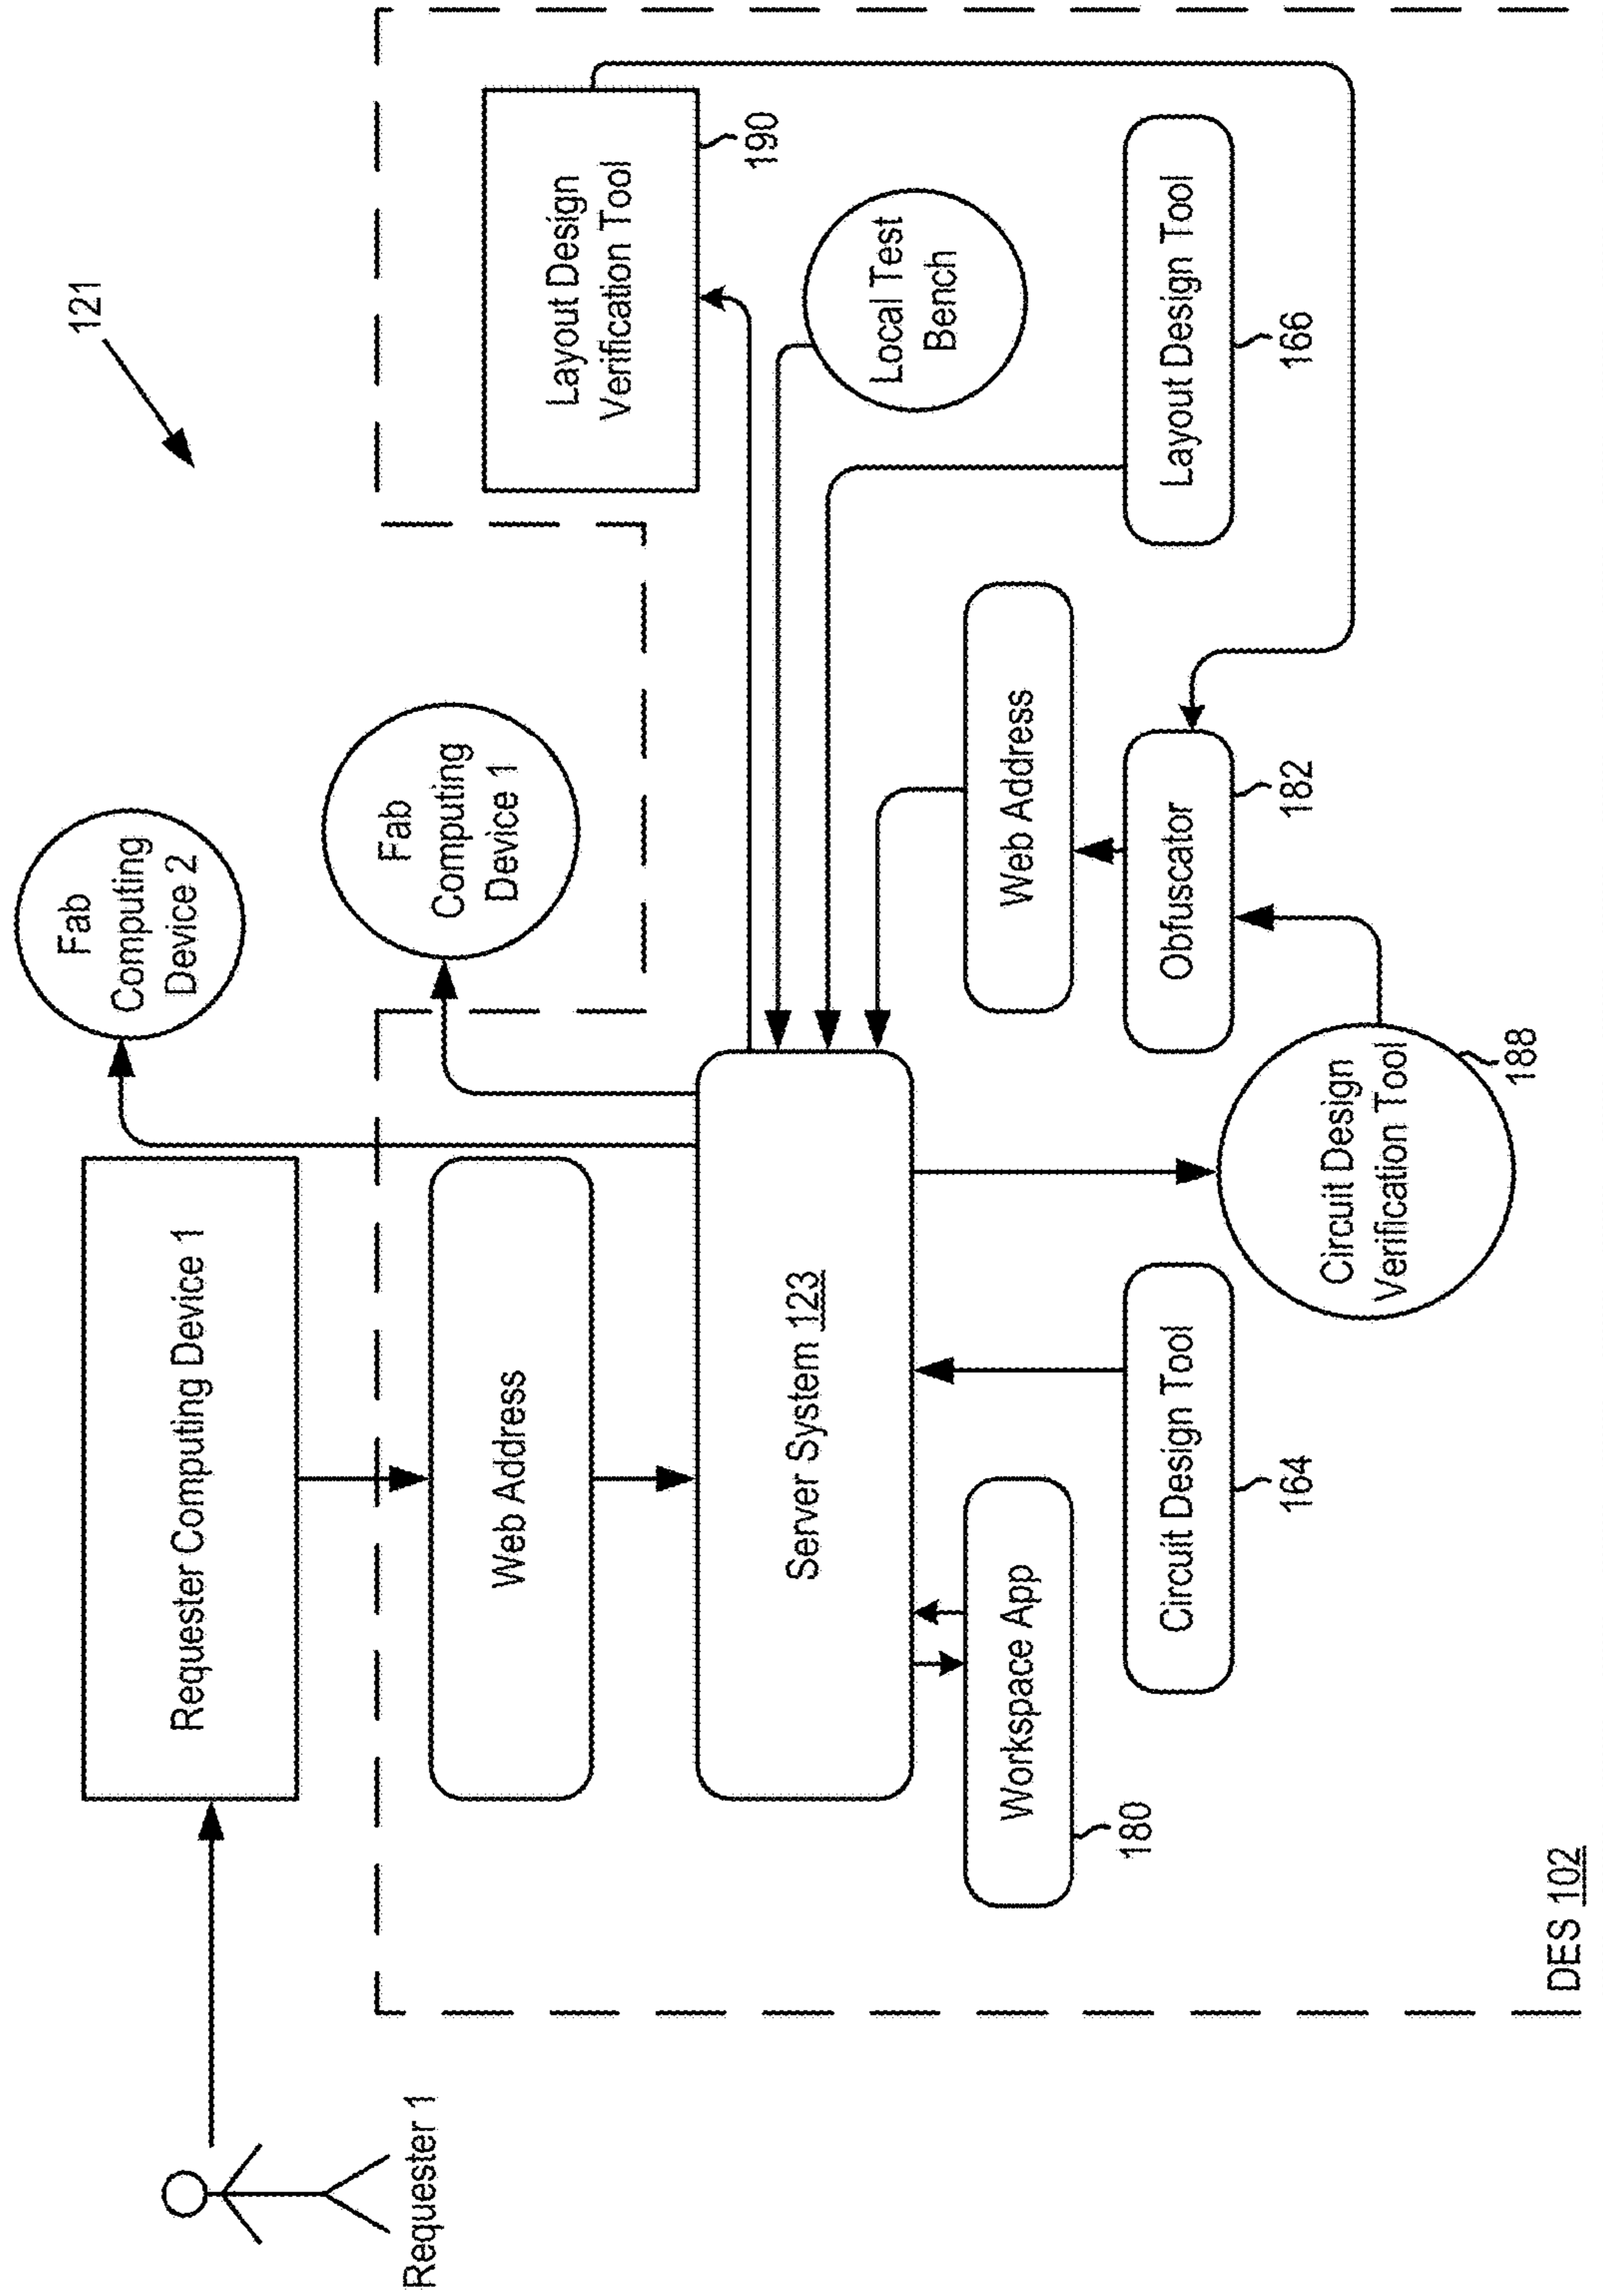 121
Fab
Computing
Device 2
Requester Computing Device 1
Requester 1
Fab
Computing
Device 1
Web Address
Layout Design
Verification Tool
190
Server System 123
Local Test
Bench
Workspace App
180
Web Address
Circuit Design Tool
164
Obfuscator
182
Layout Design Tool
166
Circuit Design
Verification Tool
188
DES 102